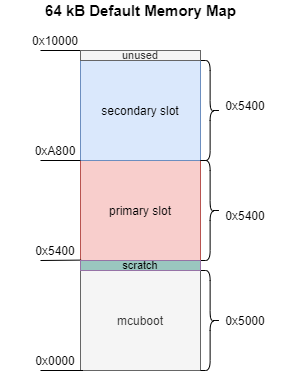 64 kB Default Memory Map
0x10000
unused
secondary slot
0x5400
0xA800
primary slot
0x5400
0x5400
scratch
mcuboot
0x5000
0x0000